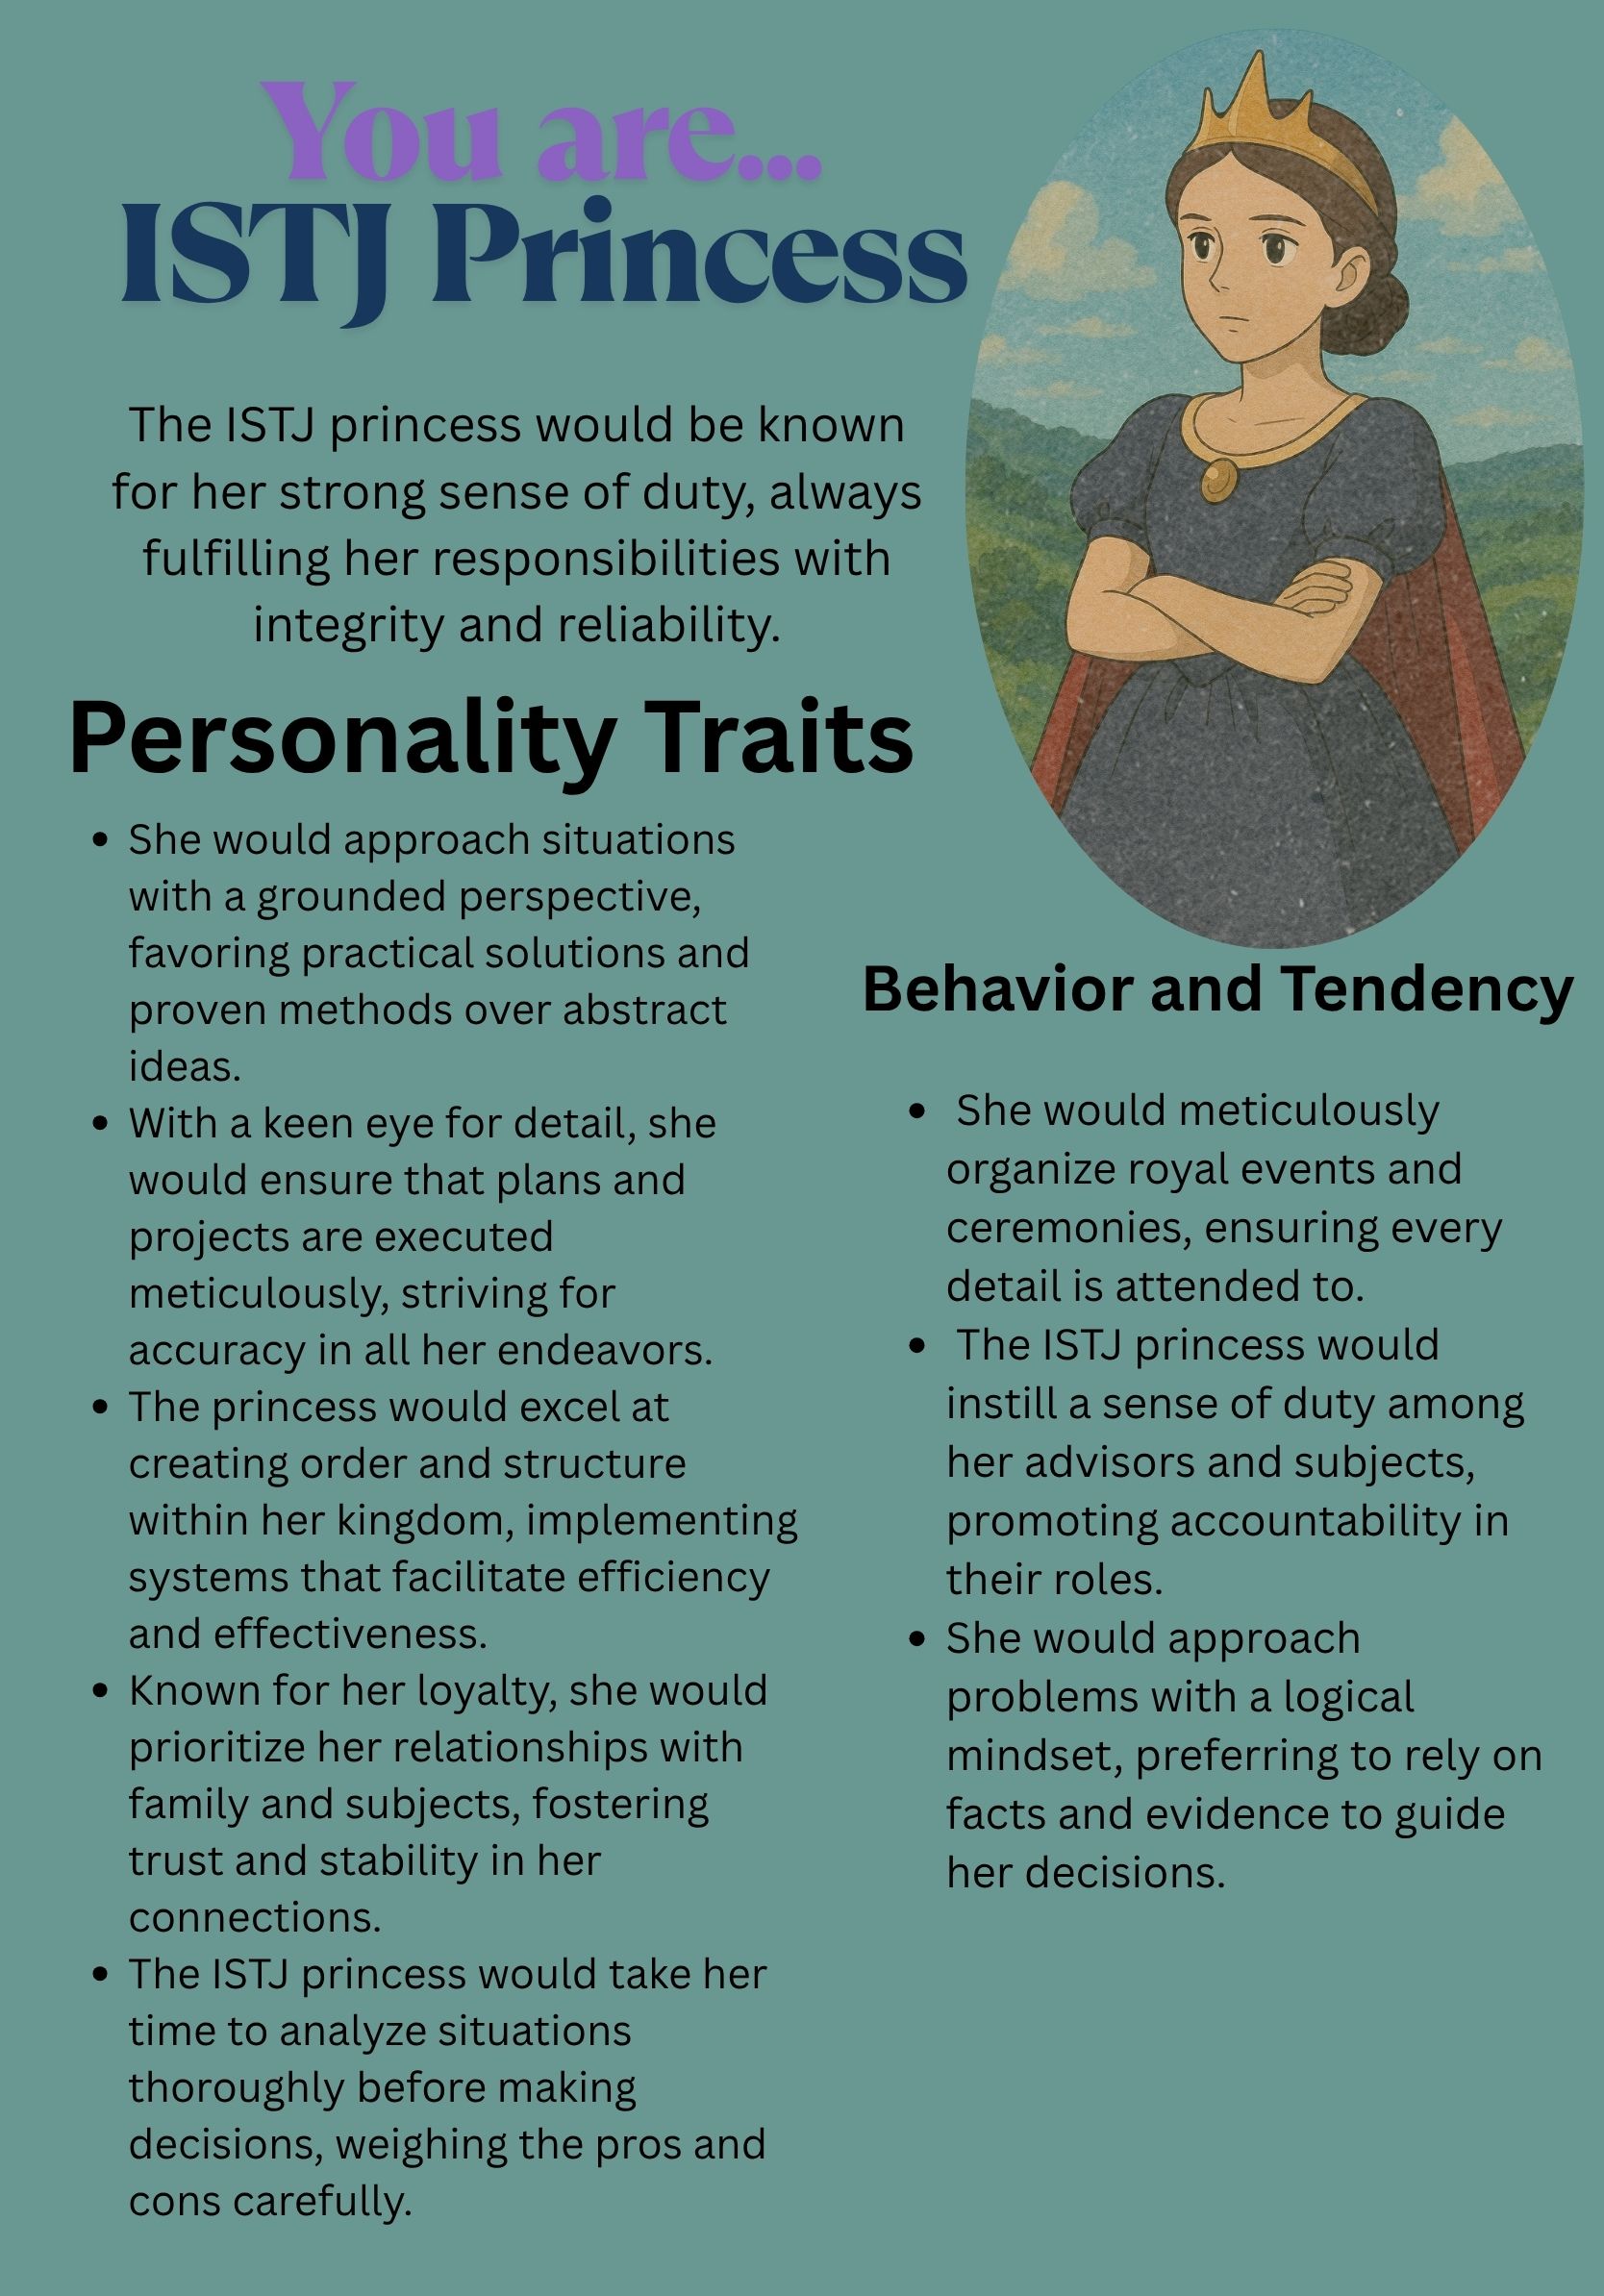 You are...
ISTJ Princess
The ISTJ princess would be known
for her strong sense of duty, always
fulfilling her responsibilities with
integrity and reliability.
Personality Traits
• She would approach situations
with a grounded perspective,
favoring practical solutions and
proven methods over abstract
ideas.
• With a keen eye for detail, she
would ensure that plans and
projects are executed
meticulously, striving for
accuracy in all her endeavors.
• The princess would excel at
creating order and structure
within her kingdom, implementing
systems that facilitate efficiency
and effectiveness.
• Known for her loyalty, she would
prioritize her relationships with
family and subjects, fostering
trust and stability in her
connections.
• The ISTJ princess would take her
time to analyze situations
thoroughly before making
decisions, weighing the pros and
cons carefully.
Behavior and Tendency
• She would meticulously
organize royal events and
ceremonies, ensuring every
detail is attended to.
• The ISTJ princess would
instill a sense of duty among
her advisors and subjects,
promoting accountability in
their roles.
• She would approach
problems with a logical
mindset, preferring to rely on
facts and evidence to guide
her decisions.